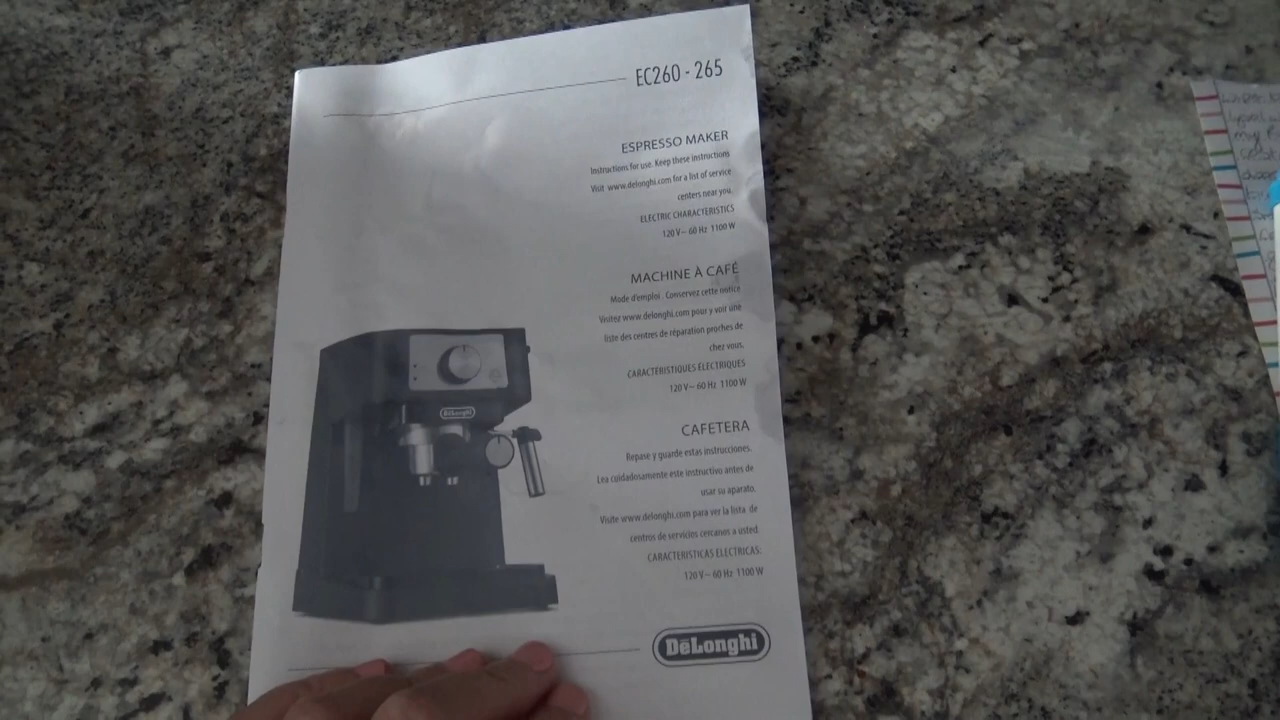 EC260 - 265
ESPRESSO MAKER
Instructions for use. Keep these instructions
Visit www.delonghi.com for a list of service
centers near you.
ELECTRIC CHARACTERISTICS
120 V~ 60 Hz 1100 W
MACHINE À CAFÉ
Mode d'emploi . Conservez cette notice
Visitez www.delonghi.com pour y voir une
liste des centres de réparation proches de
chez vous.
CARACTERISTIQUES ELECTRIQUES
120 V~ 60 Hz 1100 W
CAFETERA
Repase y guarde estas instrucciones.
Lea cuidadosamente este instructivo antes de
usar su aparato.
Visite www.delonghi.com para ver la lista de
centros de servicios cercanos a usted.
CARACTERISTICAS ELECTRICAS:
120 V~ 60 Hz 1100 W
DeLonghi
DēLonghi
my